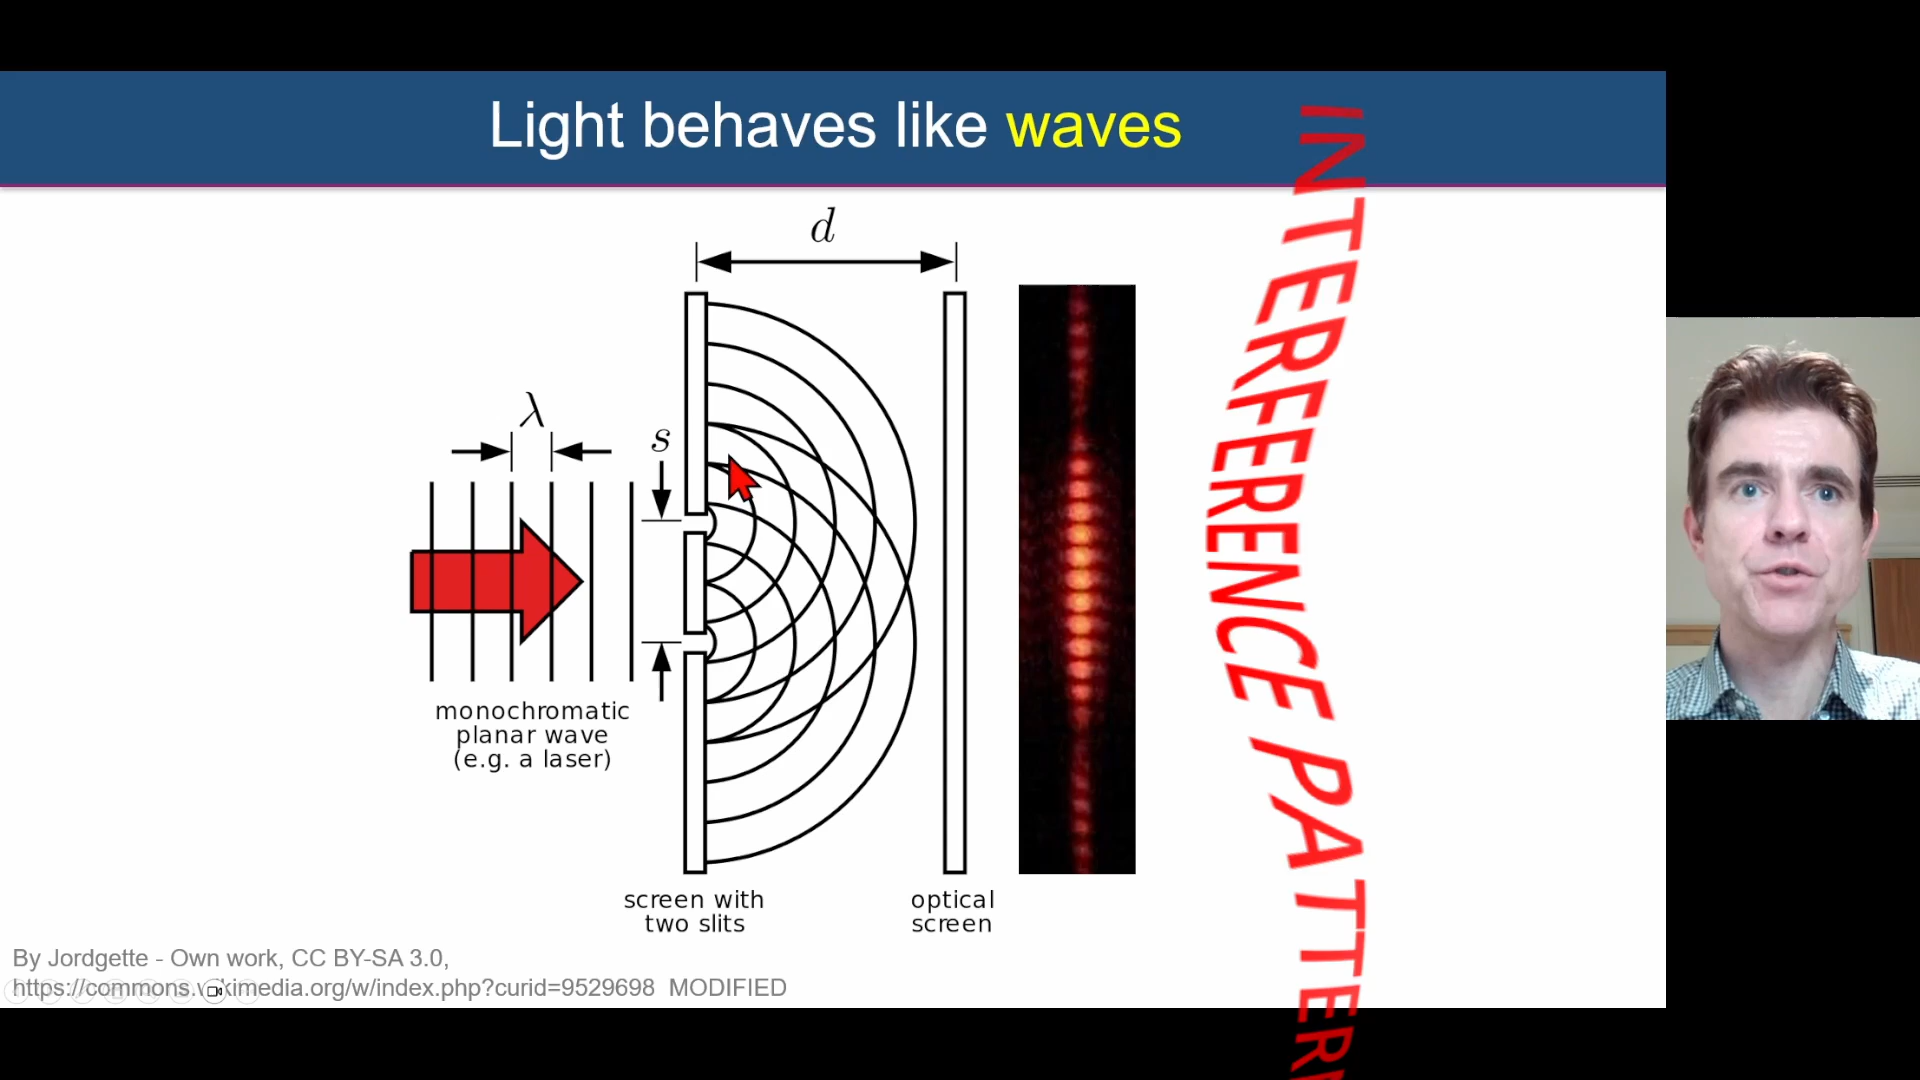 Light behaves like waves
d
λ
s
monochromatic
planar wave
(e.g. a laser)
screen with
two slits
optical
screen
INTERFERENCE PATTER
By Jordgette - Own work, CC BY-SA 3.0,
https://commons.wikimedia.org/w/index.php?curid=9529698 MODIFIED